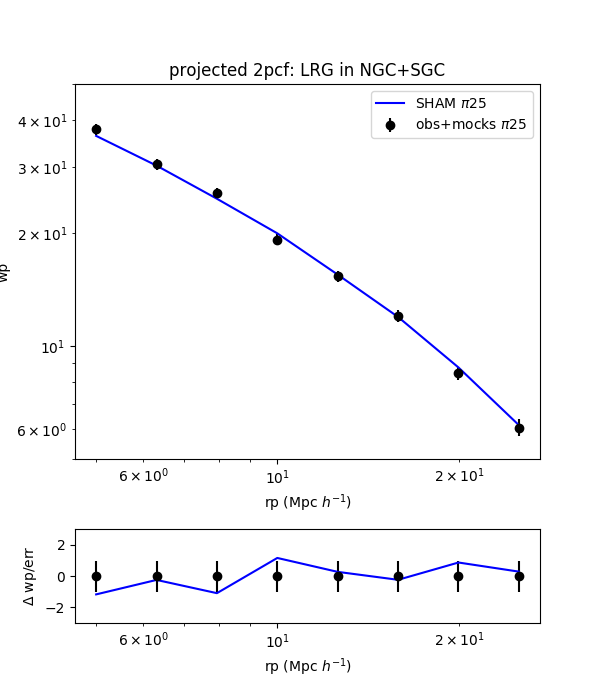 projected 2pcf: LRG in NGC+SGC
SHAM π25
obs+mocks π25
4 × 10¹
3 × 10¹
2 × 10¹
10¹
6 × 10⁰
wp
6 × 10⁰
10¹
2 × 10¹
rp (Mpc h⁻¹)
2
0
−2
Δ wp/err
6 × 10⁰
10¹
2 × 10¹
rp (Mpc h⁻¹)